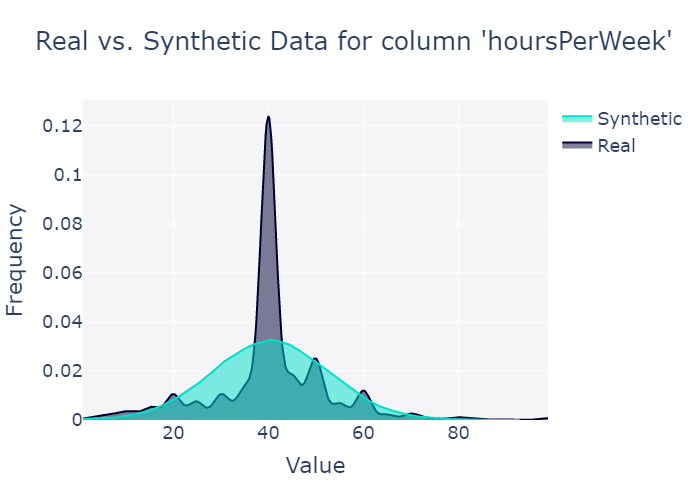 Real vs. Synthetic Data for column 'hoursPerWeek'
Synthetic
Real
0.12
0.1
0.08
0.06
0.04
0.02
0
Frequency
20 40 60 80
Value